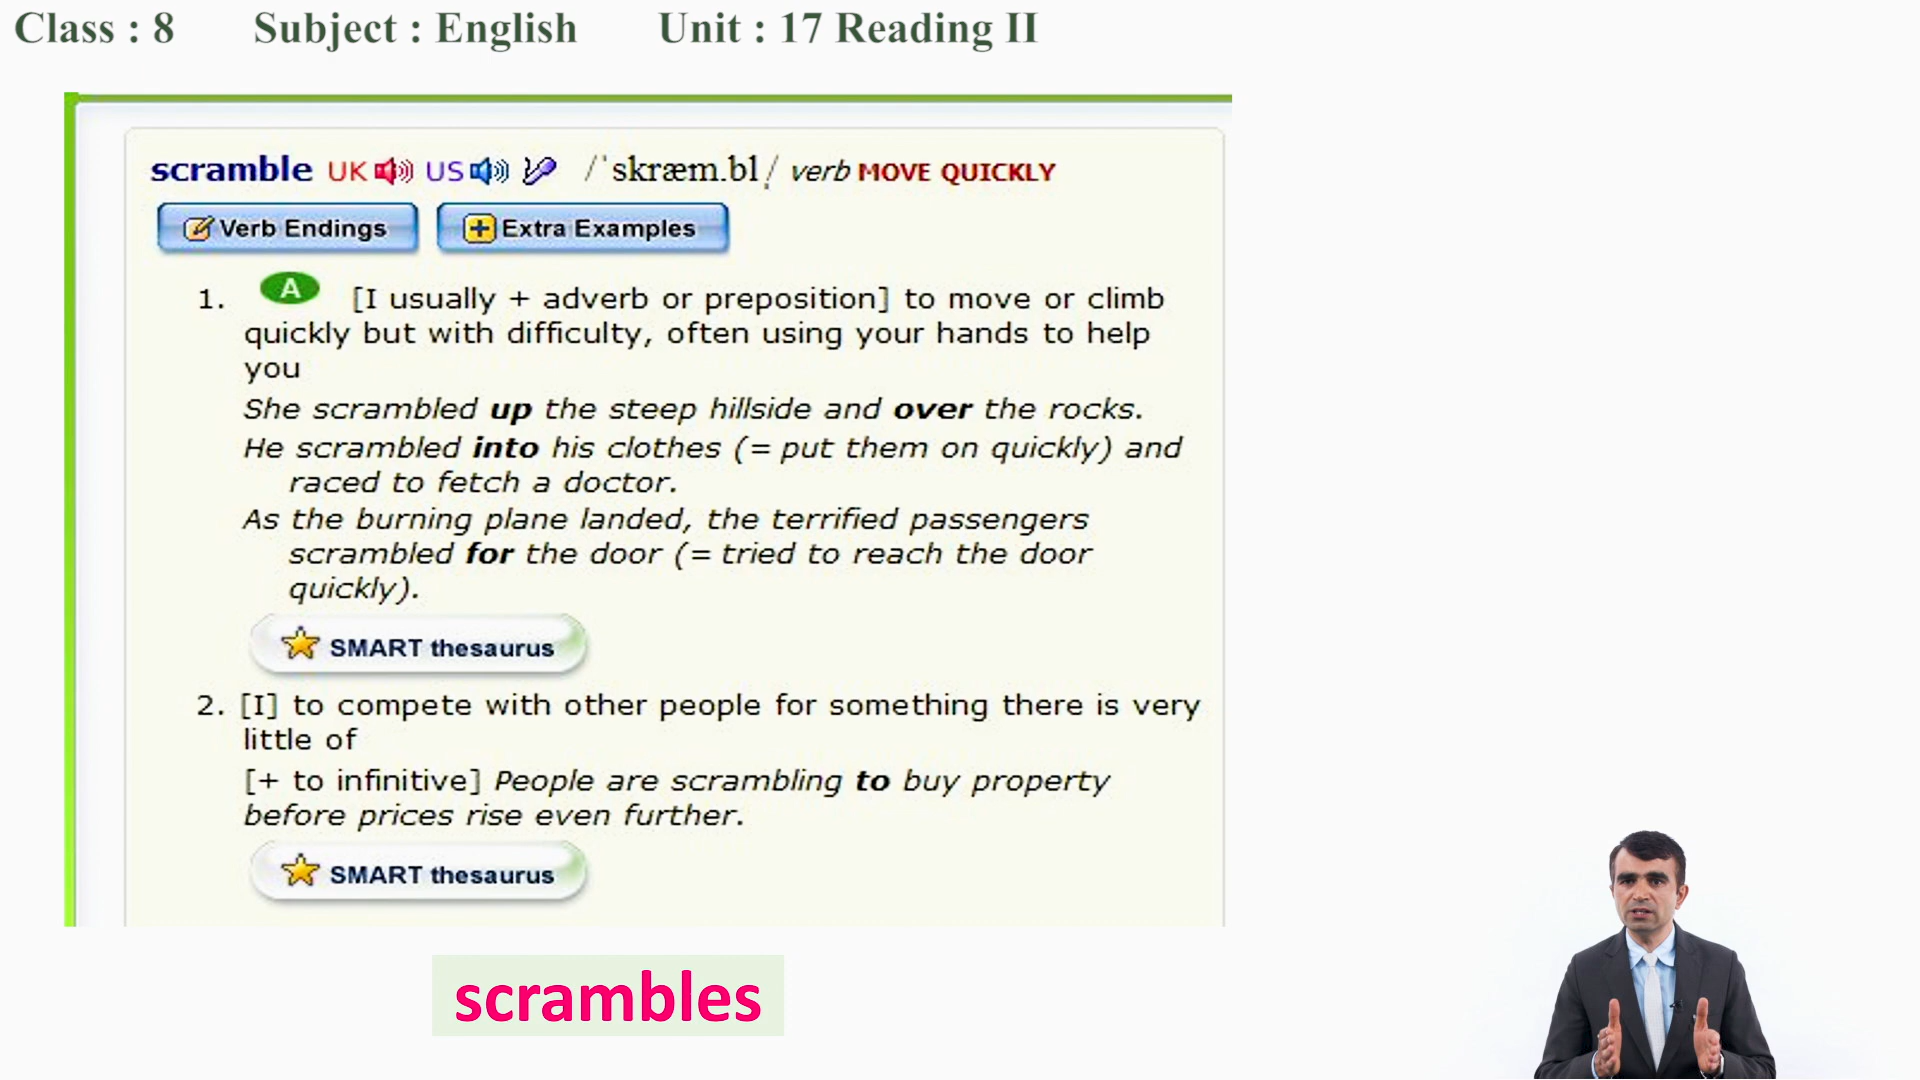 Class : 8 Subject : English Unit : 17 Reading II
scramble UK US /ˈskræm.bl̩/ verb MOVE QUICKLY
Verb Endings Extra Examples
1. A [I usually + adverb or preposition] to move or climb
quickly but with difficulty, often using your hands to help
you
She scrambled up the steep hillside and over the rocks.
He scrambled into his clothes (= put them on quickly) and
raced to fetch a doctor.
As the burning plane landed, the terrified passengers
scrambled for the door (= tried to reach the door
quickly).
SMART thesaurus
2. [I] to compete with other people for something there is very
little of
[+ to infinitive] People are scrambling to buy property
before prices rise even further.
SMART thesaurus
scrambles